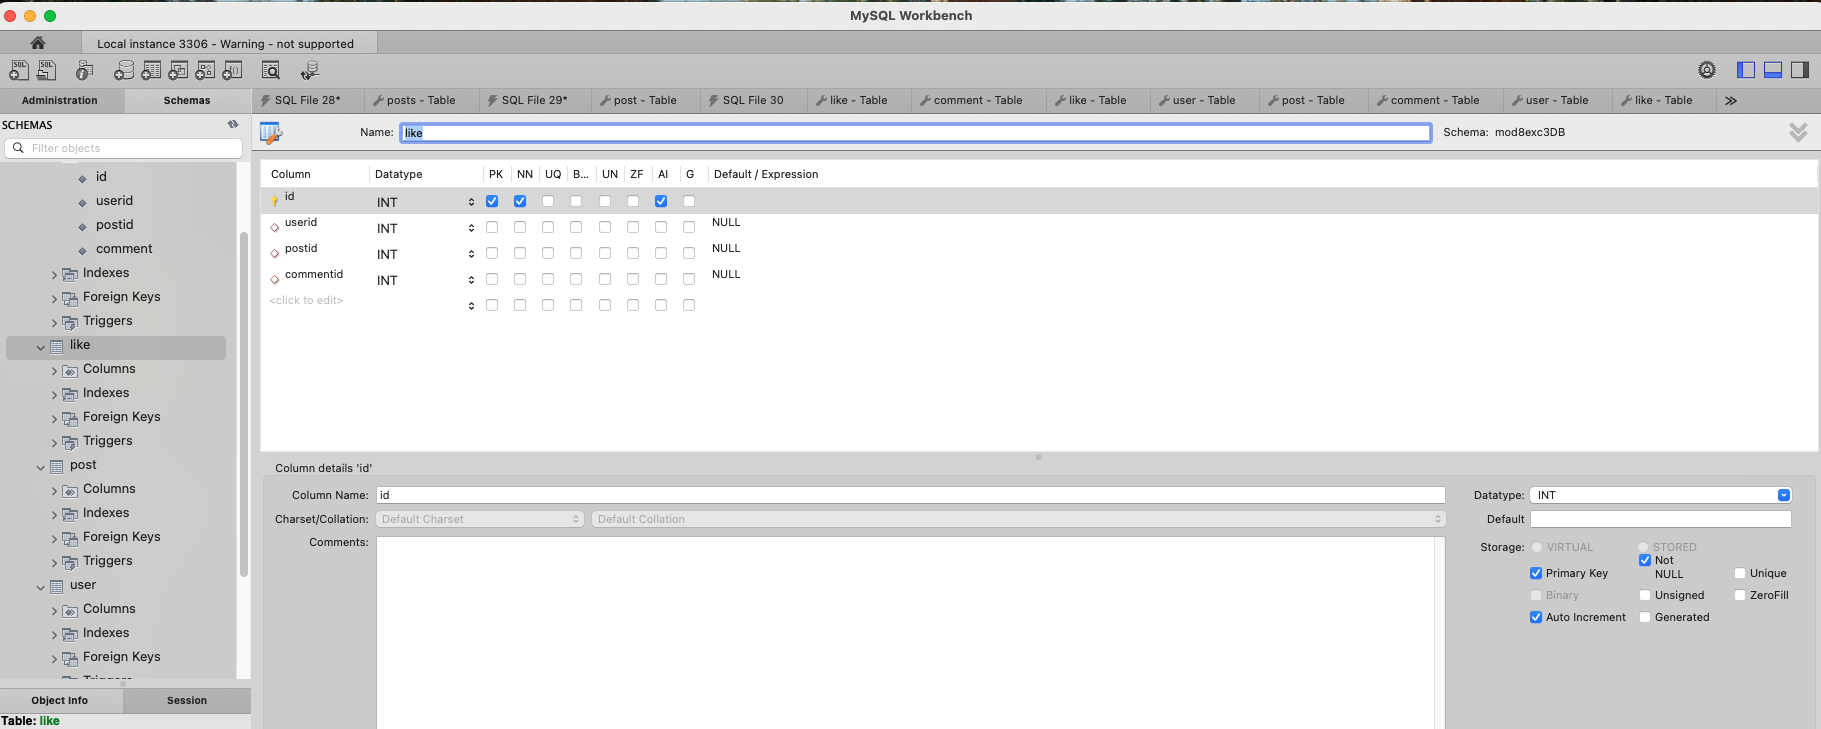 MySQL Workbench
Local instance 3306 - Warning - not supported
SQL SQL
Administration Schemas
SQL File 28* posts - Table SQL File 29* post - Table SQL File 30 like - Table comment - Table like - Table user - Table post - Table comment - Table user - Table like - Table
SCHEMAS
Filter objects
id
userid
postid
comment
Indexes
Foreign Keys
Triggers
like
Columns
Indexes
Foreign Keys
Triggers
post
Columns
Indexes
Foreign Keys
Triggers
user
Columns
Indexes
Foreign Keys
Object Info Session
Table: like
Name: like Schema: mod8exc3DB
Column Datatype PK NN UQ B... UN ZF AI G Default / Expression
id INT
userid INT NULL
postid INT NULL
commentid INT NULL
<click to edit>
Column details 'id'
Column Name: id Datatype: INT
Charset/Collation: Default Charset Default Collation Default
Comments: Storage: VIRTUAL STORED
Primary Key Not NULL Unique
Binary Unsigned ZeroFill
Auto Increment Generated